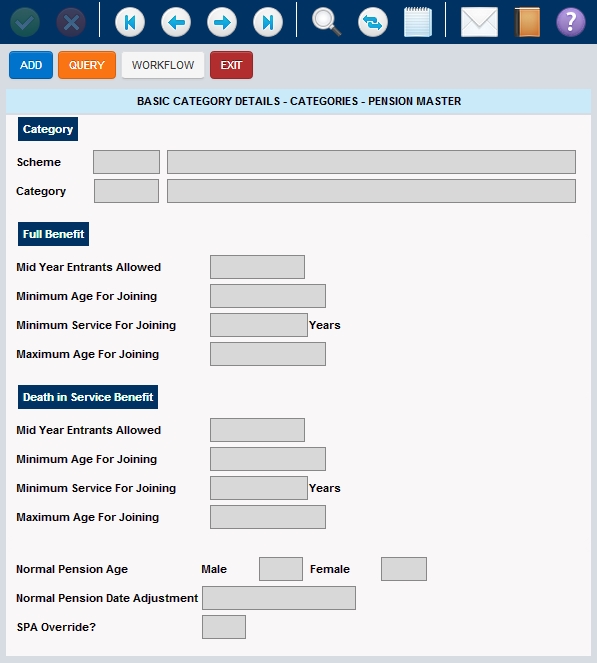 ADD QUERY WORKFLOW EXIT
BASIC CATEGORY DETAILS - CATEGORIES - PENSION MASTER
Category
Scheme
Category
Full Benefit
Mid Year Entrants Allowed
Minimum Age For Joining
Minimum Service For Joining Years
Maximum Age For Joining
Death in Service Benefit
Mid Year Entrants Allowed
Minimum Age For Joining
Minimum Service For Joining Years
Maximum Age For Joining
Normal Pension Age Male Female
Normal Pension Date Adjustment
SPA Override?